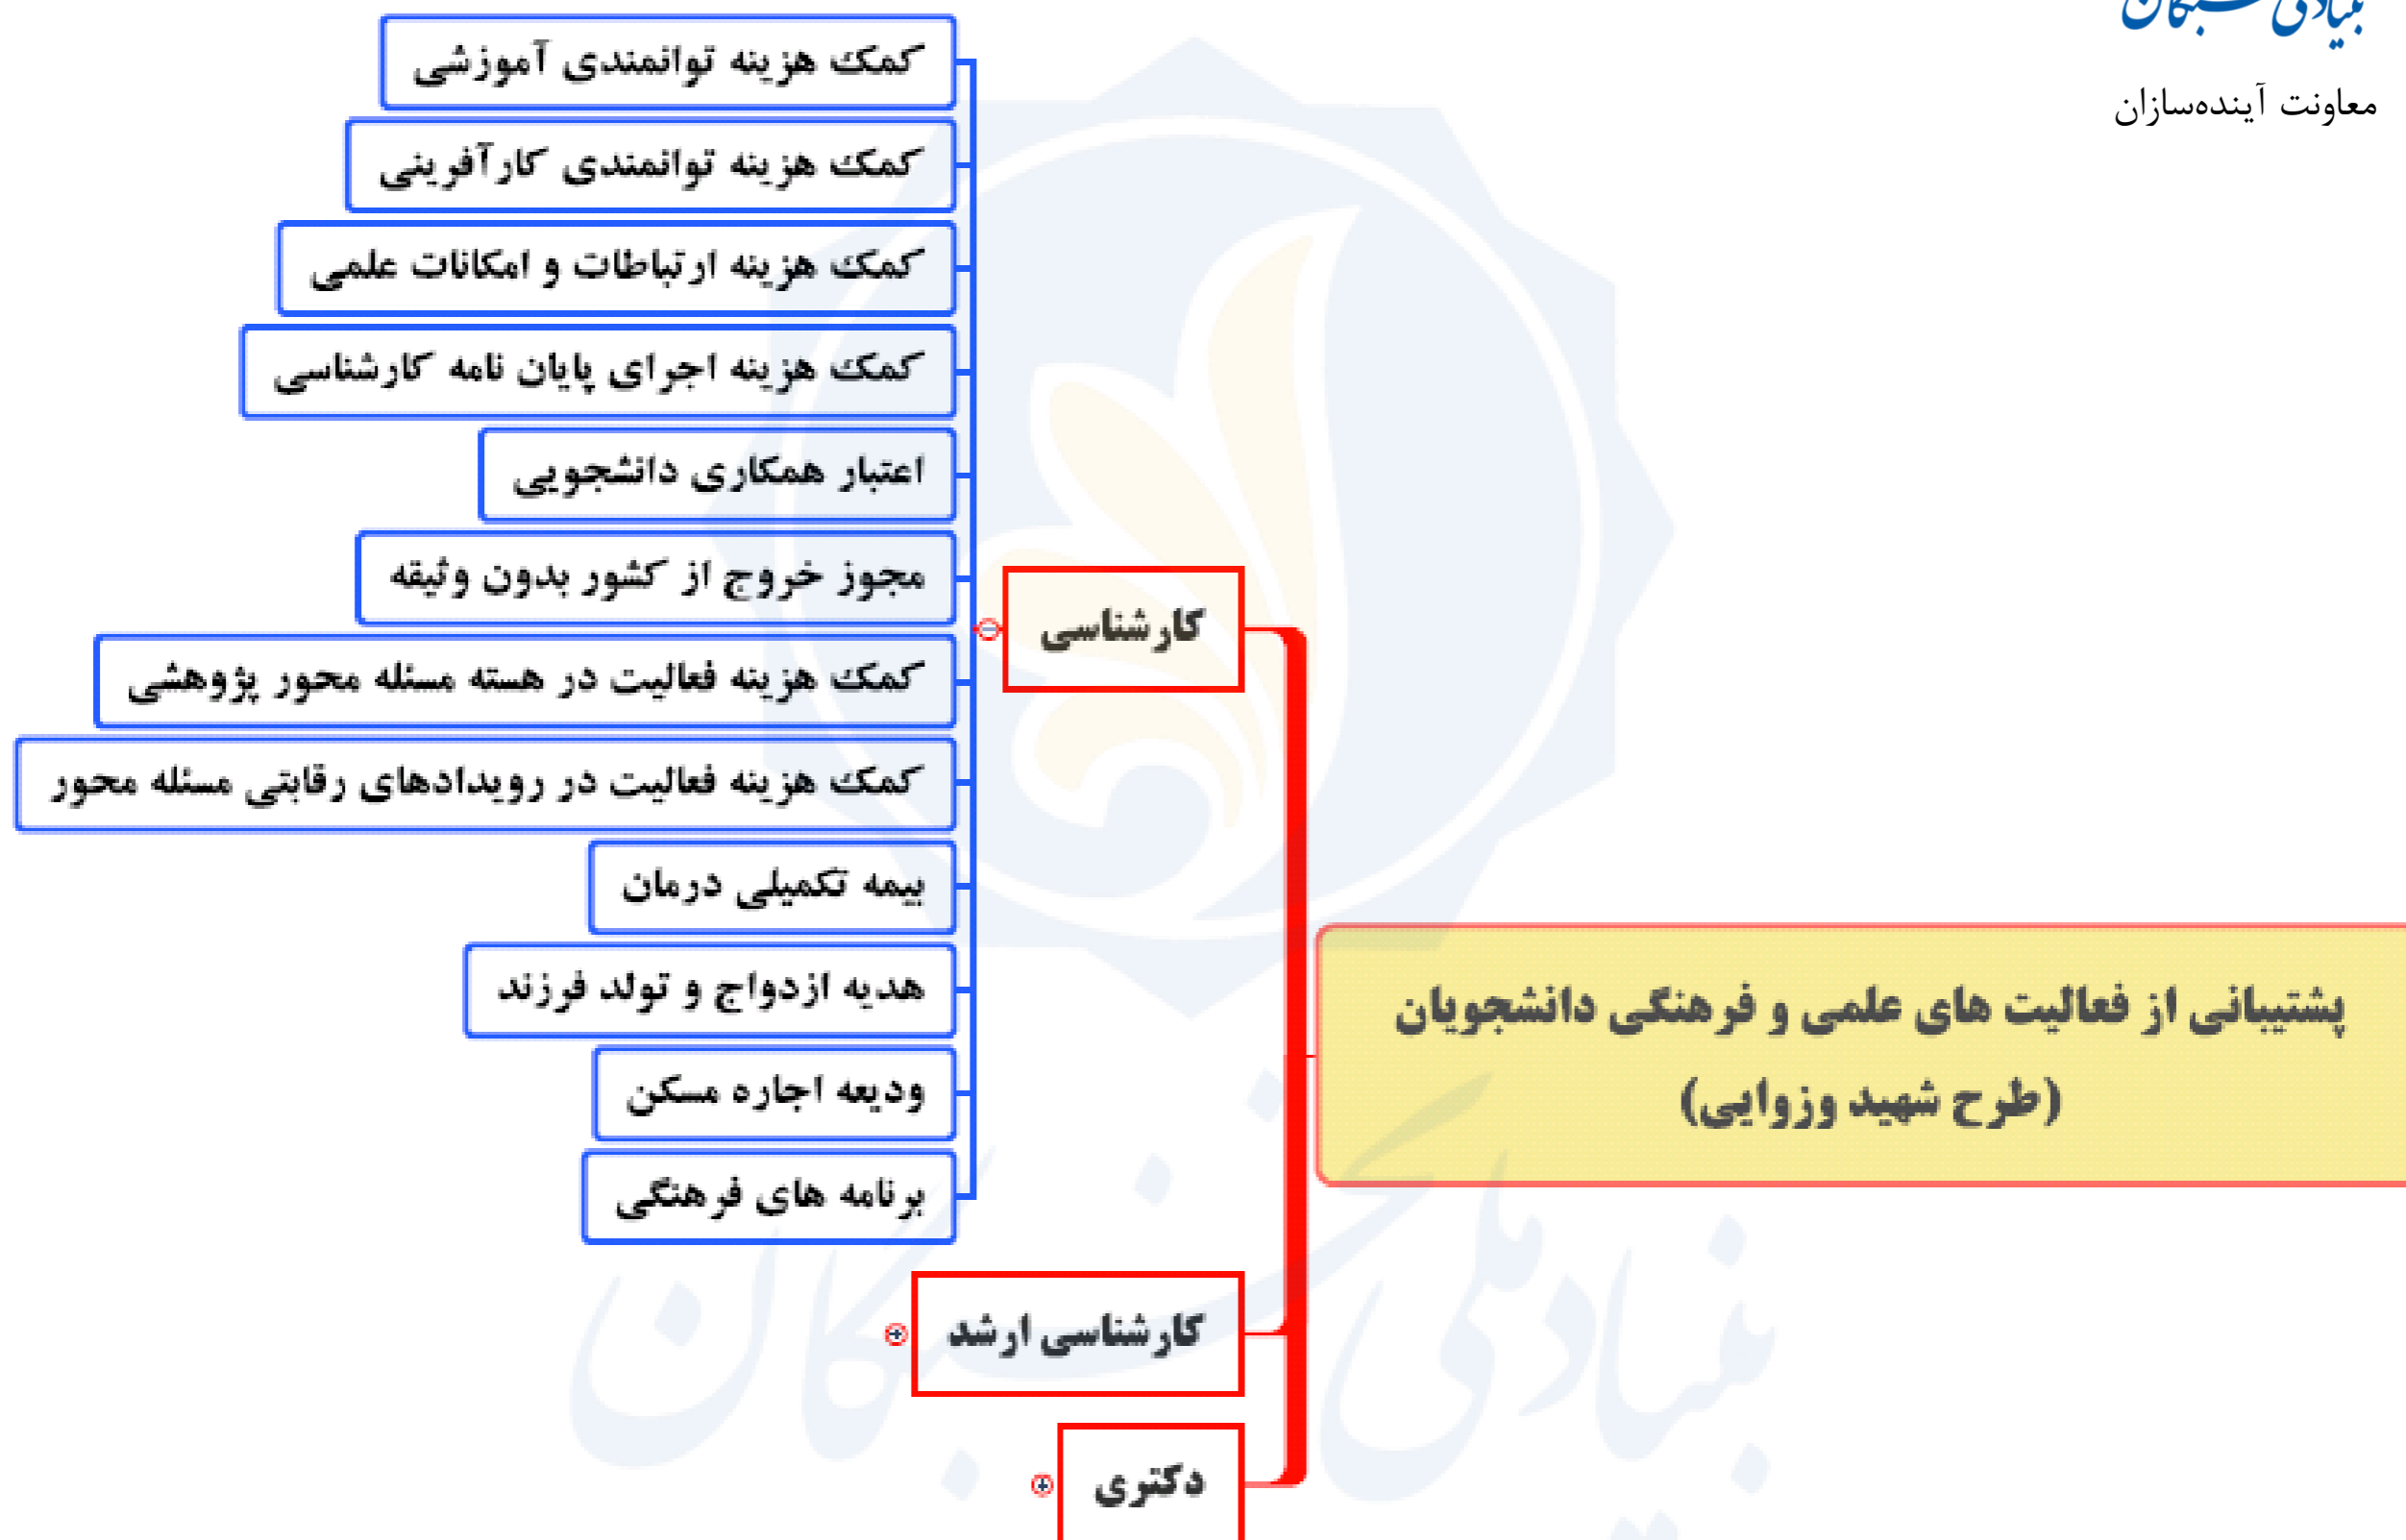 معاونت آینده‌سازان
پشتیبانی از فعالیت های علمی و فرهنگی دانشجویان
(طرح شهید وزوایی)
کارشناسی
کمک هزینه توانمندی آموزشی
کمک هزینه توانمندی کارآفرینی
کمک هزینه ارتباطات و امکانات علمی
کمک هزینه اجرای پایان نامه کارشناسی
اعتبار همکاری دانشجویی
مجوز خروج از کشور بدون وثیقه
کمک هزینه فعالیت در هسته مسئله محور پژوهشی
کمک هزینه فعالیت در رویدادهای رقابتی مسئله محور
بیمه تکمیلی درمان
هدیه ازدواج و تولد فرزند
ودیعه اجاره مسکن
برنامه های فرهنگی
کارشناسی ارشد
دکتری
بنیاد ملی نخبگان